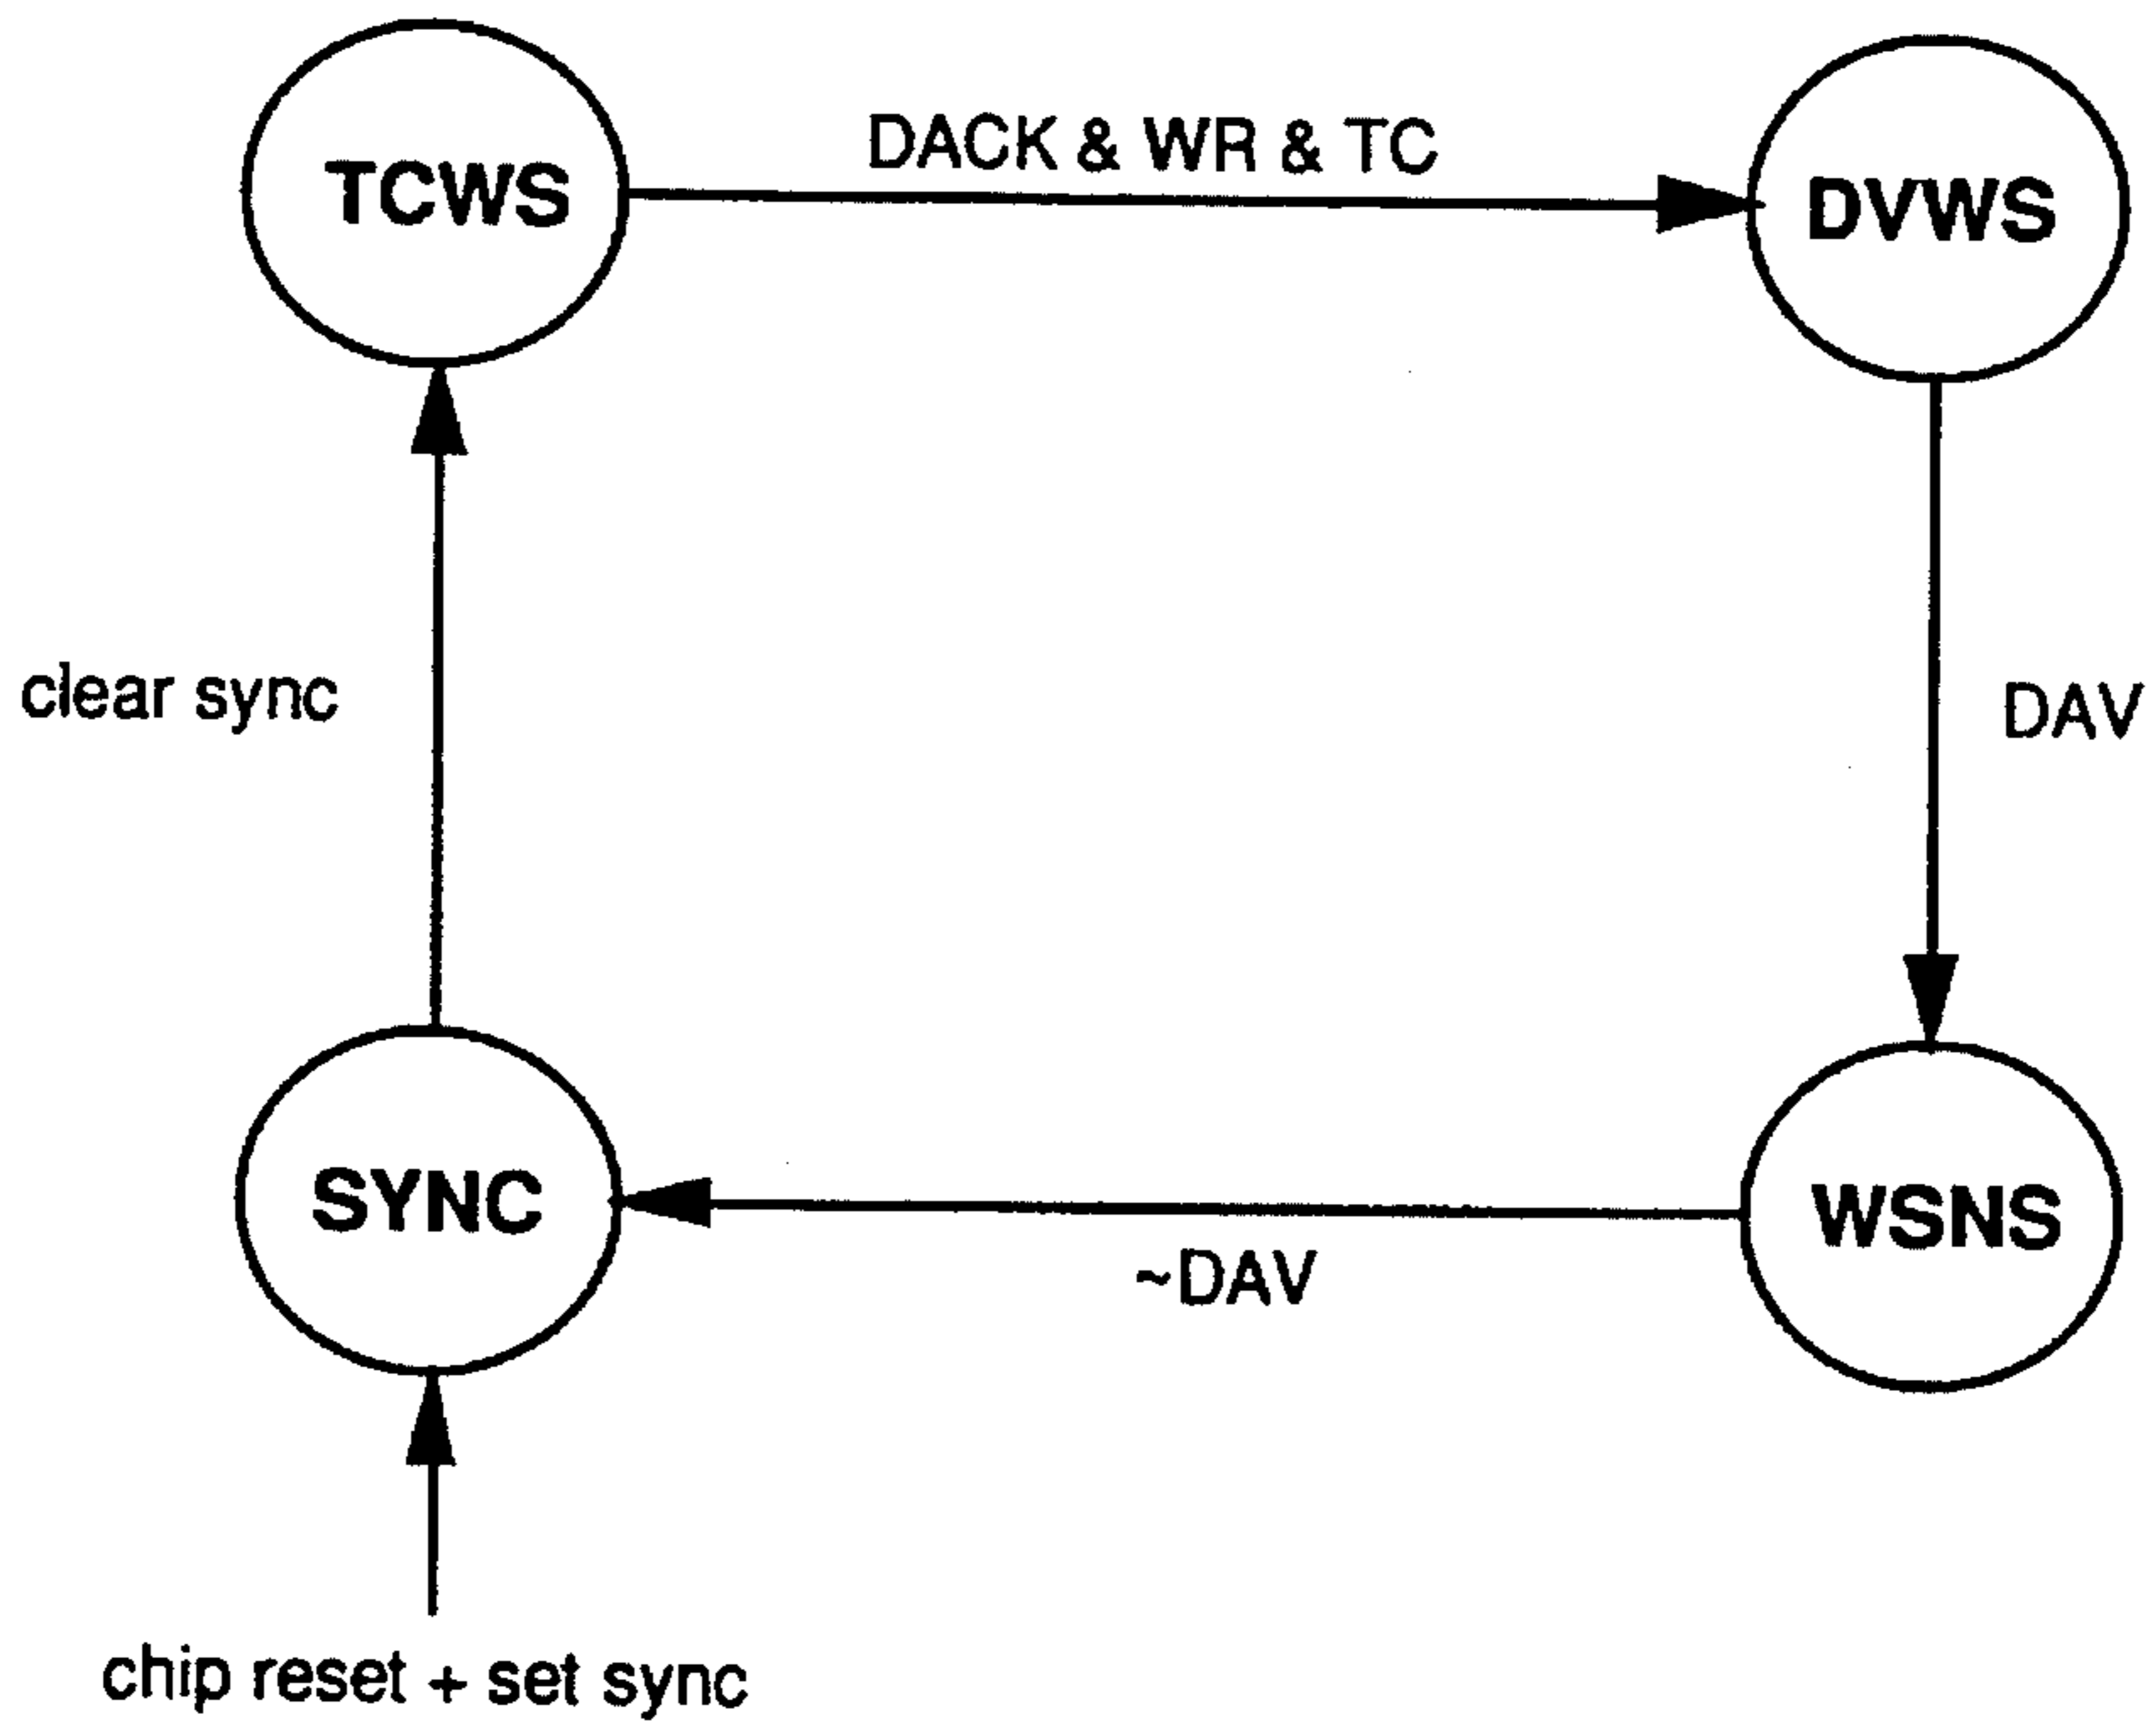 TCWS
DACK & WR & TC
DVWS
clear sync
DAV
SYNC
WSNS
~DAV
chip reset + set sync